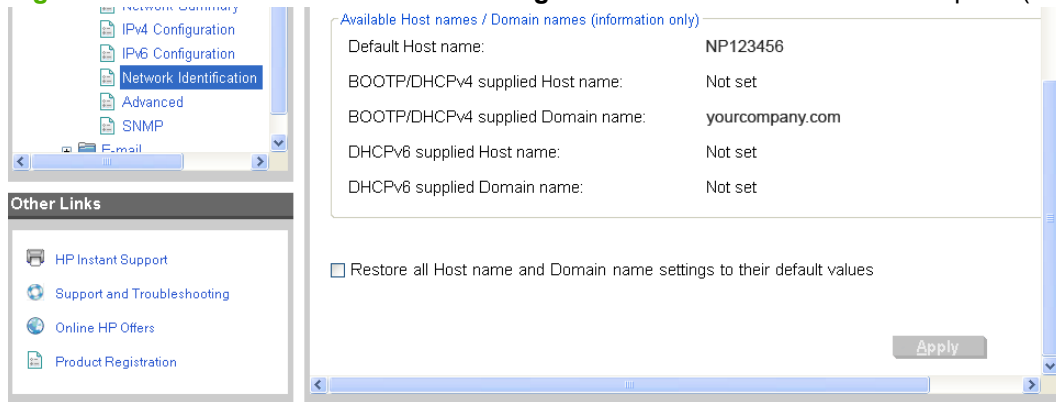 Network Summary
IPv4 Configuration
IPv6 Configuration
Network Identification
Advanced
SNMP
E-mail
Other Links
HP Instant Support
Support and Troubleshooting
Online HP Offers
Product Registration
Available Host names / Domain names (information only)
Default Host name: NP123456
BOOTP/DHCPv4 supplied Host name: Not set
BOOTP/DHCPv4 supplied Domain name: yourcompany.com
DHCPv6 supplied Host name: Not set
DHCPv6 supplied Domain name: Not set
Restore all Host name and Domain name settings to their default values
Apply